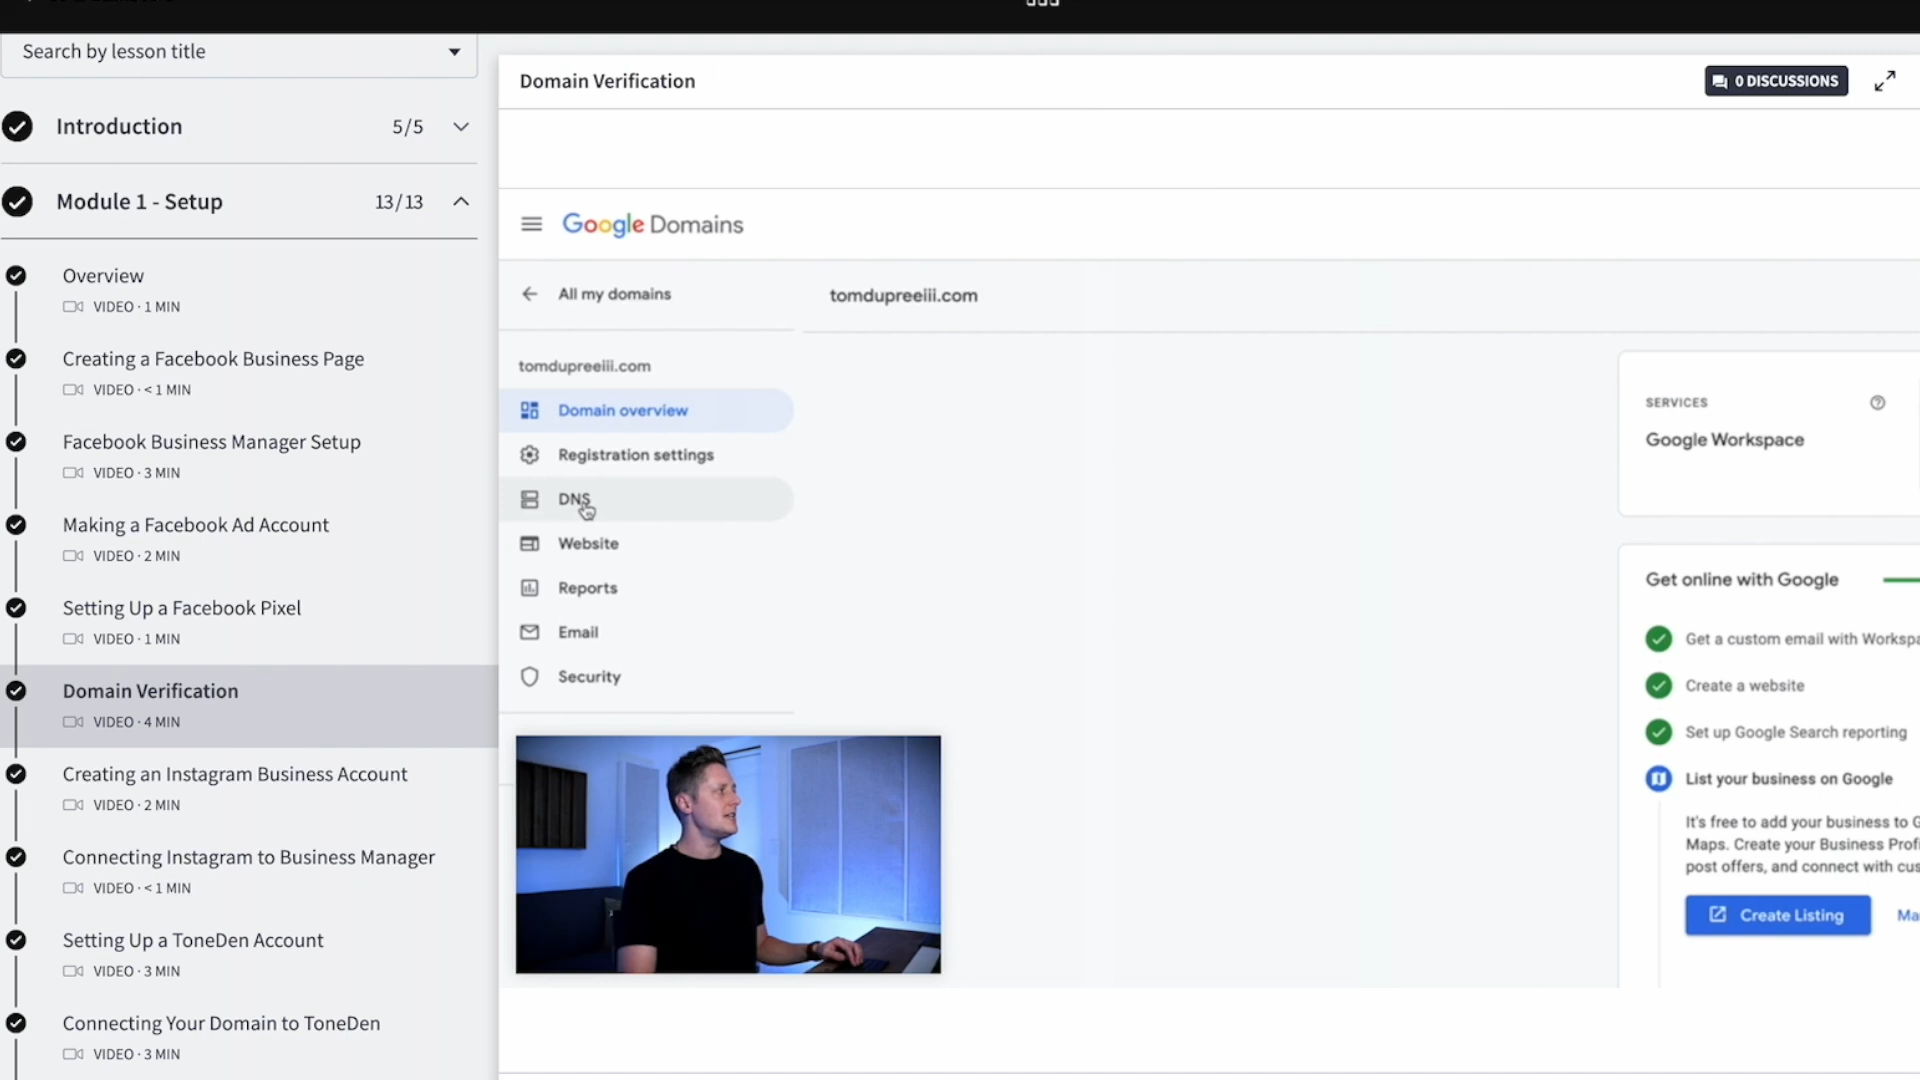 Search by lesson title
Introduction
5/5
Module 1 - Setup
13/13
Overview
VIDEO · 1 MIN
Creating a Facebook Business Page
VIDEO · < 1 MIN
Facebook Business Manager Setup
VIDEO · 3 MIN
Making a Facebook Ad Account
VIDEO · 2 MIN
Setting Up a Facebook Pixel
VIDEO · 1 MIN
Domain Verification
VIDEO · 4 MIN
Creating an Instagram Business Account
VIDEO · 2 MIN
Connecting Instagram to Business Manager
VIDEO · < 1 MIN
Setting Up a ToneDen Account
VIDEO · 3 MIN
Connecting Your Domain to ToneDen
VIDEO · 3 MIN
Domain Verification
0 DISCUSSIONS
Google Domains
All my domains
tomdupreeiii.com
tomdupreeiii.com
Domain overview
Registration settings
DNS
Website
Reports
Email
Security
SERVICES
Google Workspace
Get online with Google
Get a custom email with Workspa
Create a website
Set up Google Search reporting
List your business on Google
It's free to add your business to G
Maps. Create your Business Profi
post offers, and connect with cus
Create Listing
Ma